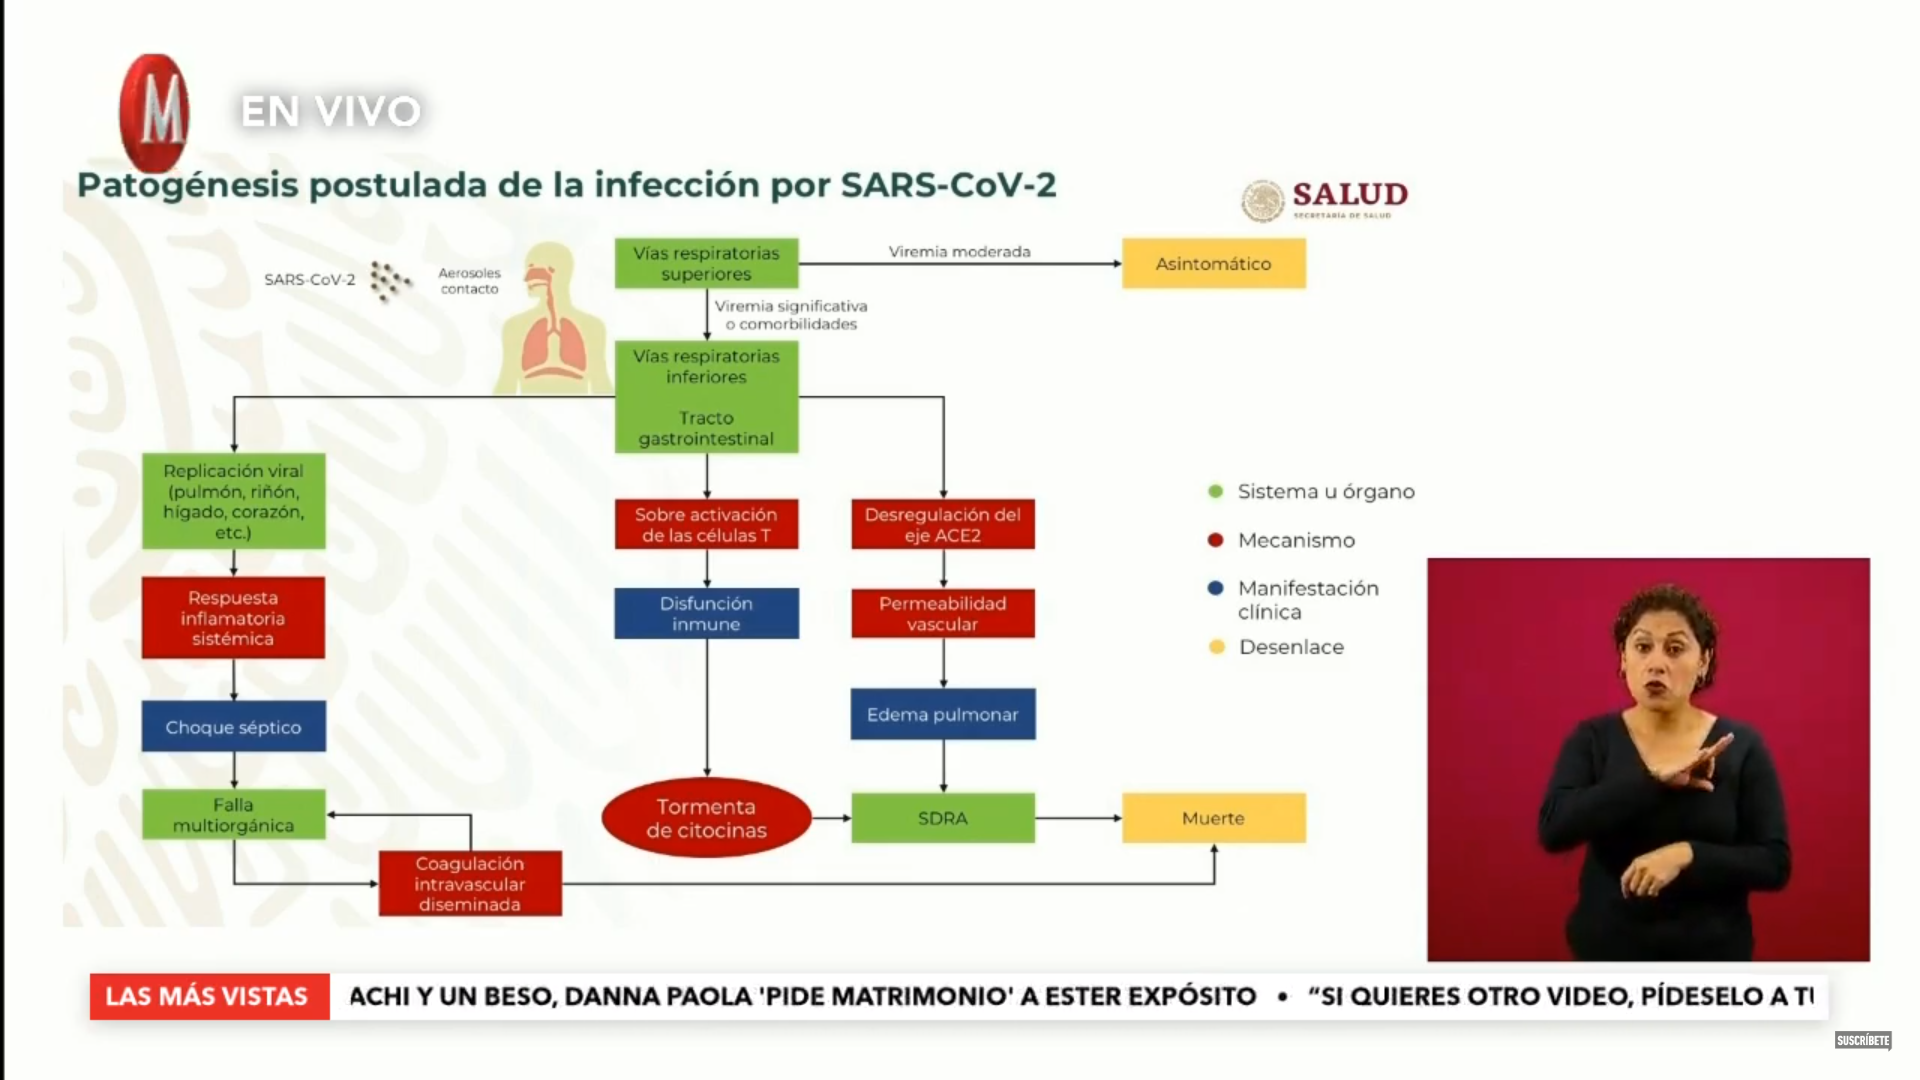 M
EN VIVO
Patogénesis postulada de la infección por SARS-CoV-2
SALUD
SECRETARÍA DE SALUD
SARS-CoV-2
Aerosoles
contacto
Vías respiratorias
superiores
Viremia moderada
Asintomático
Viremia significativa
o comorbilidades
Vías respiratorias
inferiores
Tracto
gastrointestinal
Replicación viral
(pulmón, riñón,
hígado, corazón,
etc.)
Sobre activación
de las células T
Desregulación del
eje ACE2
Respuesta
inflamatoria
sistémica
Disfunción
inmune
Permeabilidad
vascular
Choque séptico
Edema pulmonar
Falla
multiorgánica
Tormenta
de citocinas
SDRA
Muerte
Coagulación
intravascular
diseminada
Sistema u órgano
Mecanismo
Manifestación
clínica
Desenlace
LAS MÁS VISTAS
ACHI Y UN BESO, DANNA PAOLA 'PIDE MATRIMONIO' A ESTER EXPÓSITO • “SI QUIERES OTRO VIDEO, PÍDESELO A TU
SUSCRÍBETE